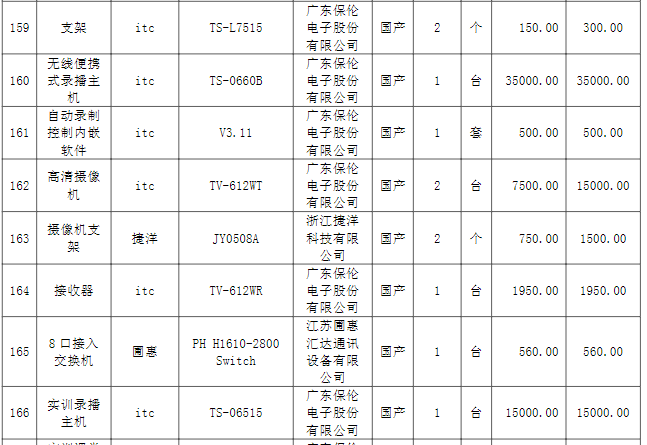 159 支架 itc TS-L7515 广东保伦电子股份有限公司 国产 2 个 150.00 300.00
160 无线便携式录播主机 itc TS-0660B 广东保伦电子股份有限公司 国产 1 台 35000.00 35000.00
161 自动录制控制内嵌软件 itc V3.11 广东保伦电子股份有限公司 国产 1 套 500.00 500.00
162 高清摄像机 itc TV-612WT 广东保伦电子股份有限公司 国产 2 台 7500.00 15000.00
163 摄像机支架 捷洋 JY0508A 浙江捷洋科技有限公司 国产 2 个 750.00 1500.00
164 接收器 itc TV-612WR 广东保伦电子股份有限公司 国产 1 台 1950.00 1950.00
165 8口接入交换机 圃惠 PH H1610-2800 Switch 江苏圃惠汇达通讯设备有限公司 国产 1 台 560.00 560.00
166 实训录播主机 itc TS-06515 广东保伦电子股份有限公司 国产 1 台 15000.00 15000.00